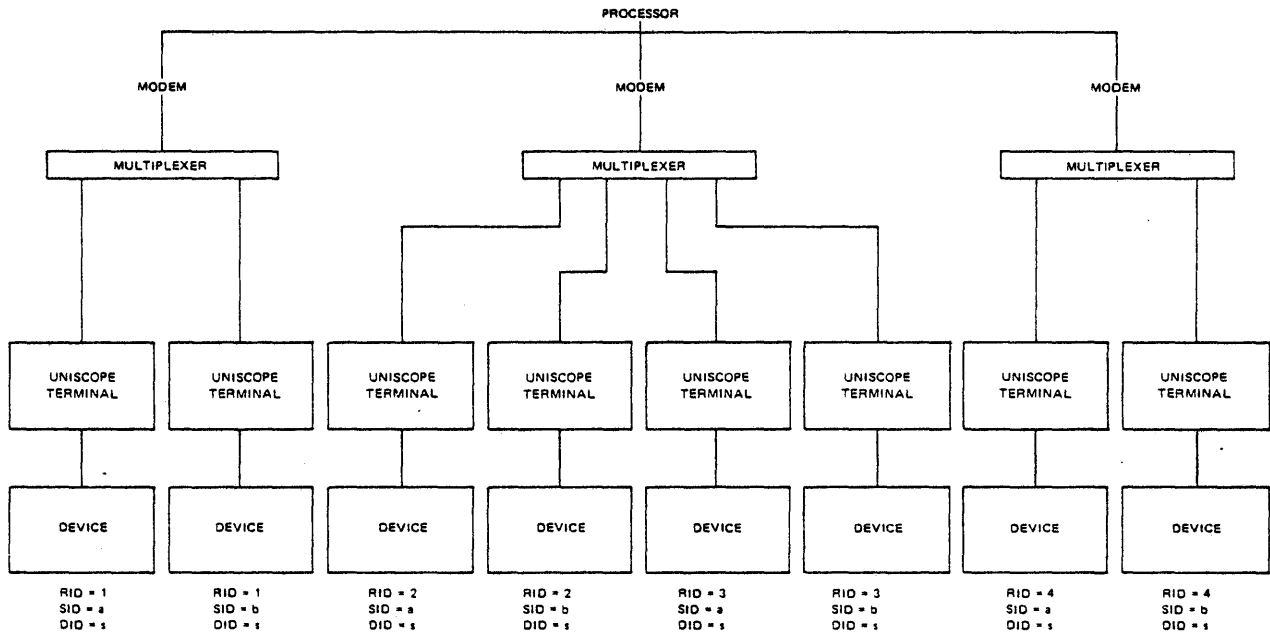 PROCESSOR
MODEM MODEM MODEM
MULTIPLEXER MULTIPLEXER MULTIPLEXER
UNISCOPE UNISCOPE UNISCOPE UNISCOPE UNISCOPE UNISCOPE UNISCOPE UNISCOPE
TERMINAL TERMINAL TERMINAL TERMINAL TERMINAL TERMINAL TERMINAL TERMINAL
DEVICE DEVICE DEVICE DEVICE DEVICE DEVICE DEVICE DEVICE
RID = 1 RID = 1 RID = 2 RID = 2 RID = 3 RID = 3 RID = 4 RID = 4
SID = a SID = b SID = a SID = b SID = a SID = b SID = a SID = b
DID = s DID = s DID = s DID = s DID = s DID = s DID = s DID = s